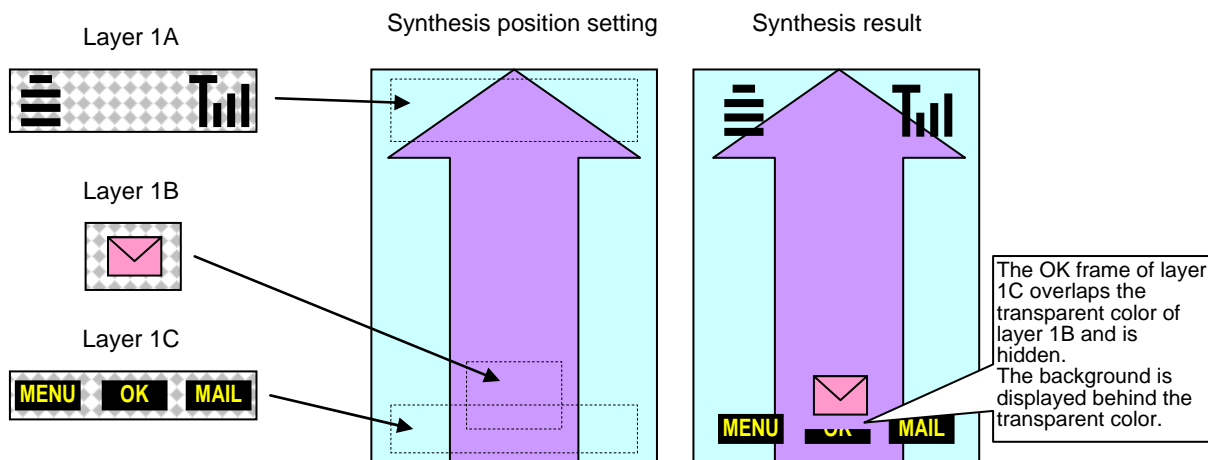 Synthesis position setting
Synthesis result
Layer 1A
Layer 1B
Layer 1C
MENU OK MAIL
MENU OK MAIL
The OK frame of layer
1C overlaps the
transparent color of
layer 1B and is
hidden.
The background is
displayed behind the
transparent color.